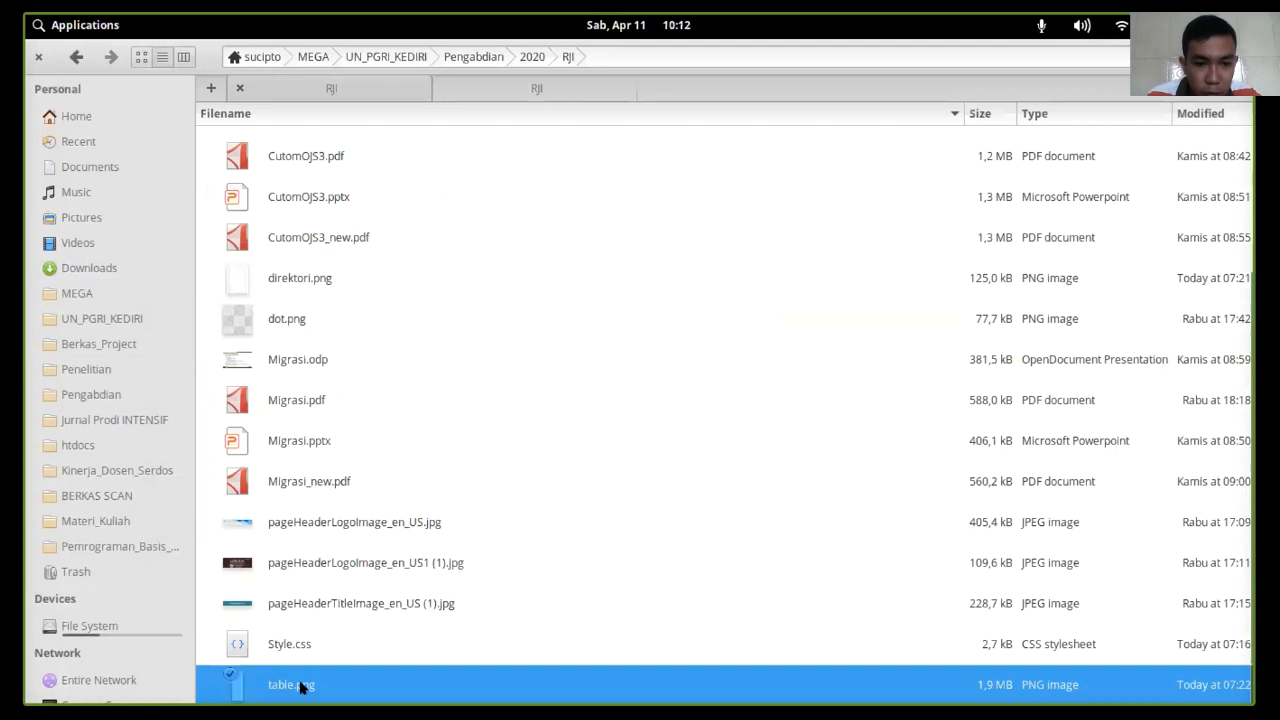 Applications
Sab, Apr 11 10:12
sucipto MEGA UN_PGRI_KEDIRI Pengabdian 2020 RJI
RJI RJI
Personal
Home
Recent
Documents
Music
Pictures
Videos
Downloads
MEGA
UN_PGRI_KEDIRI
Berkas_Project
Penelitian
Pengabdian
Jurnal Prodi INTENSIF
htdocs
Kinerja_Dosen_Serdos
BERKAS SCAN
Materi_Kuliah
Pemrograman_Basis_...
Trash
Devices
File System
Network
Entire Network
Filename Size Type Modified
CutomOJS3.pdf 1,2 MB PDF document Kamis at 08:42
CutomOJS3.pptx 1,3 MB Microsoft Powerpoint Kamis at 08:51
CutomOJS3_new.pdf 1,3 MB PDF document Kamis at 08:55
direktori.png 125,0 kB PNG image Today at 07:21
dot.png 77,7 kB PNG image Rabu at 17:42
Migrasi.odp 381,5 kB OpenDocument Presentation Kamis at 08:59
Migrasi.pdf 588,0 kB PDF document Rabu at 18:18
Migrasi.pptx 406,1 kB Microsoft Powerpoint Kamis at 08:50
Migrasi_new.pdf 560,2 kB PDF document Kamis at 09:00
pageHeaderLogoImage_en_US.jpg 405,4 kB JPEG image Rabu at 17:09
pageHeaderLogoImage_en_US1 (1).jpg 109,6 kB JPEG image Rabu at 17:11
pageHeaderTitleImage_en_US (1).jpg 228,7 kB JPEG image Rabu at 17:15
Style.css 2,7 kB CSS stylesheet Today at 07:16
table.png 1,9 MB PNG image Today at 07:22